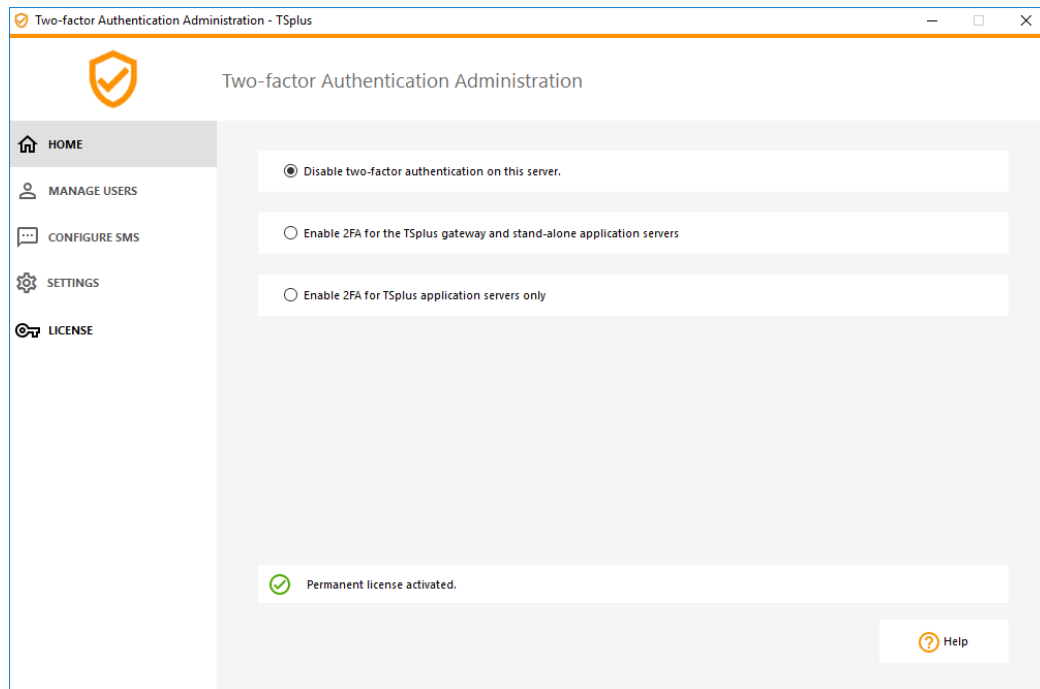 Two-factor Authentication Administration - TSplus
Two-factor Authentication Administration
HOME
MANAGE USERS
CONFIGURE SMS
SETTINGS
LICENSE
Disable two-factor authentication on this server.
Enable 2FA for the TSplus gateway and stand-alone application servers
Enable 2FA for TSplus application servers only
Permanent license activated.
Help